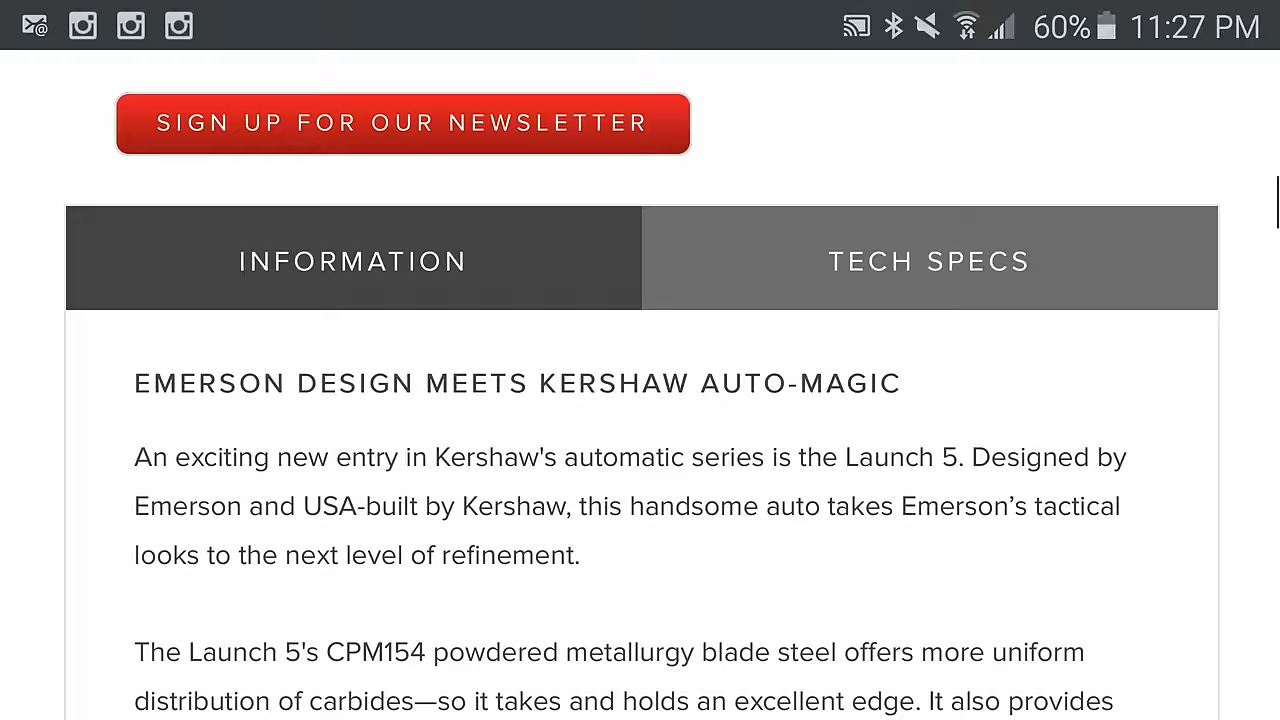 60% 11:27 PM
SIGN UP FOR OUR NEWSLETTER
INFORMATION
TECH SPECS
EMERSON DESIGN MEETS KERSHAW AUTO-MAGIC
An exciting new entry in Kershaw's automatic series is the Launch 5. Designed by
Emerson and USA-built by Kershaw, this handsome auto takes Emerson’s tactical
looks to the next level of refinement.
The Launch 5's CPM154 powdered metallurgy blade steel offers more uniform
distribution of carbides—so it takes and holds an excellent edge. It also provides